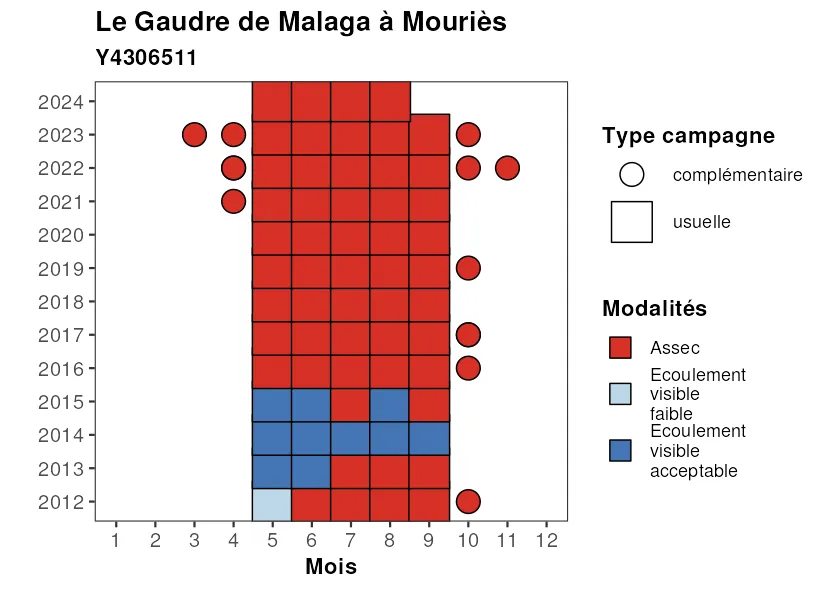 Le Gaudre de Malaga à Mouriès
Y4306511
2024
2023
2022
2021
2020
2019
2018
2017
2016
2015
2014
2013
2012
1 2 3 4 5 6 7 8 9 10 11 12
Mois
Type campagne
complémentaire
usuelle
Modalités
Assec
Ecoulement
visible
faible
Ecoulement
visible
acceptable